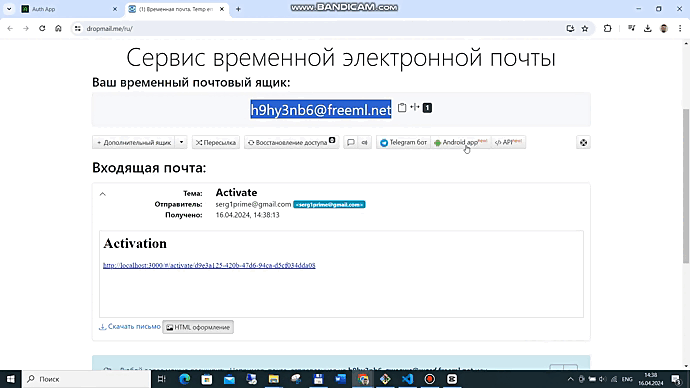 Auth App
(1) Временная почта. Temp em
WWW.BANDICAM.COM
dropmail.me/ru/
Сервис временной электронной почты
Ваш временный почтовый ящик:
h9hy3nb6@freeml.net
1
+ Дополнительный ящик
Пересылка
Восстановление доступа
Telegram бот
Android app
API
Входящая почта:
Тема: Activate
Отправитель: serg1prime@gmail.com <serg1prime@gmail.com>
Получено: 16.04.2024, 14:38:13
Activation
http://localhost:3000/#/activate/d9e3a125-420b-47d6-94ca-d5cf034dda08
Скачать письмо
HTML оформление
Поиск
ENG
14:38
16.04.2024